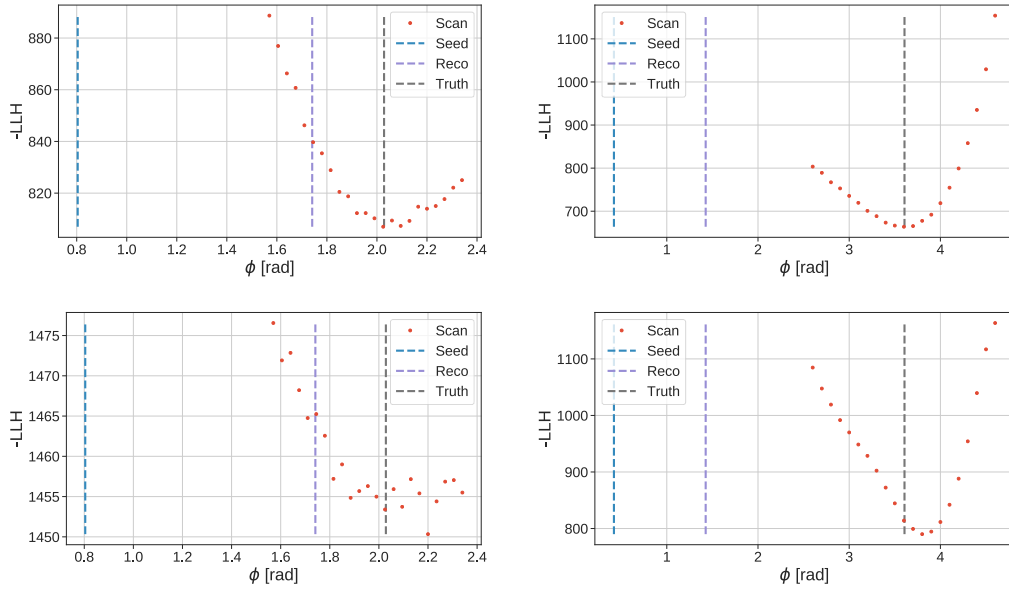 880
860
840
820
-LLH
0.8 1.0 1.2 1.4 1.6 1.8 2.0 2.2 2.4
ϕ [rad]
Scan
Seed
Reco
Truth
1100
1000
900
800
700
-LLH
1 2 3 4
ϕ [rad]
Scan
Seed
Reco
Truth
1475
1470
1465
1460
1455
1450
-LLH
0.8 1.0 1.2 1.4 1.6 1.8 2.0 2.2 2.4
ϕ [rad]
Scan
Seed
Reco
Truth
1100
1000
900
800
-LLH
1 2 3 4
ϕ [rad]
Scan
Seed
Reco
Truth